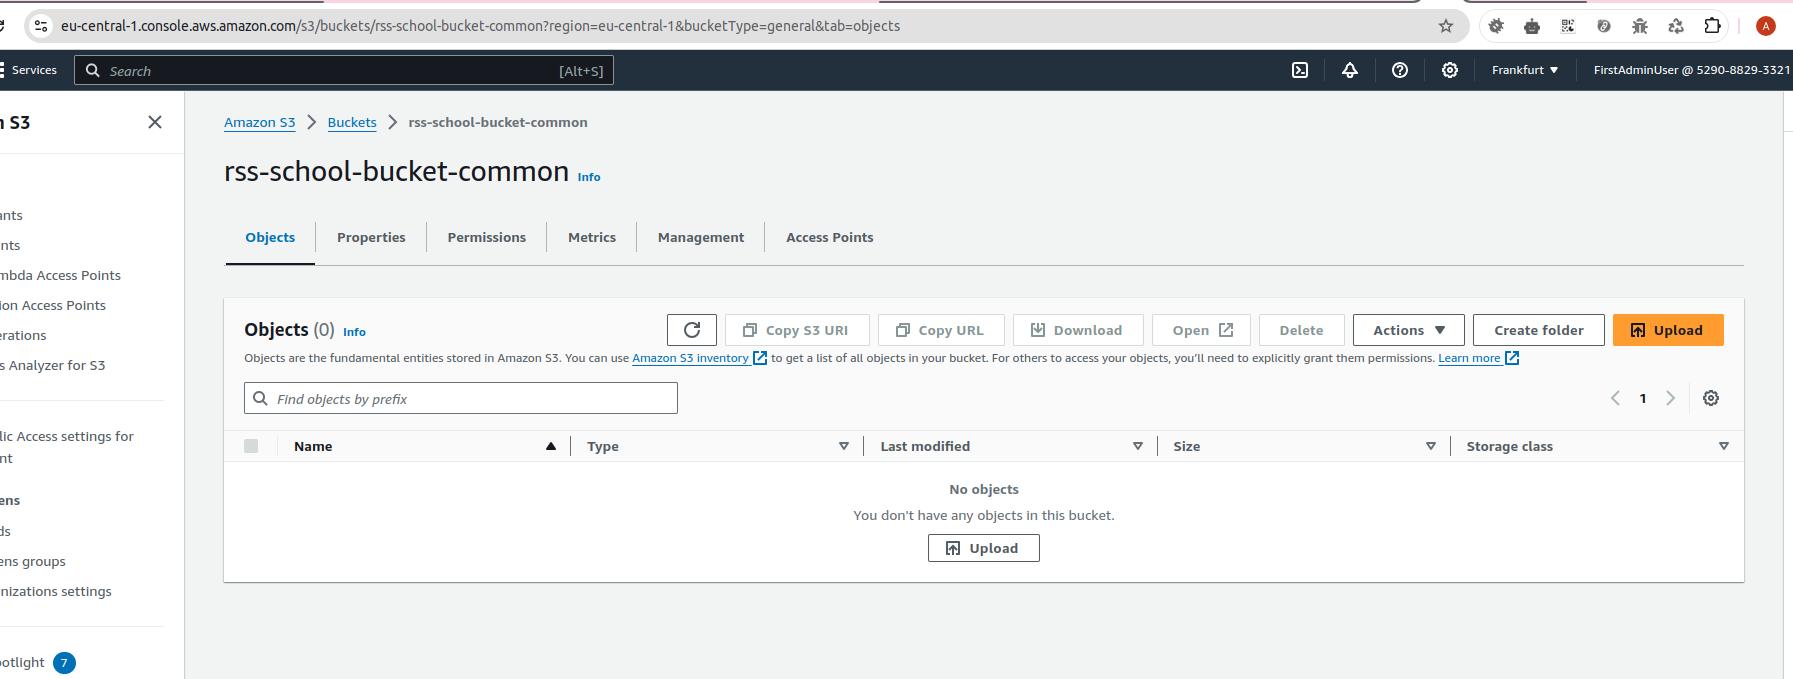 eu-central-1.console.aws.amazon.com/s3/buckets/rss-school-bucket-common?region=eu-central-1&bucketType=general&tab=objects
A
Services
Search
[Alt+S]
Frankfurt
FirstAdminUser @ 5290-8829-3321
S3
Amazon S3
Buckets
rss-school-bucket-common
rss-school-bucket-common Info
Objects
Properties
Permissions
Metrics
Management
Access Points
ants
nts
mbda Access Points
ion Access Points
erations
s Analyzer for S3
lic Access settings for
nt
ens
ds
ens groups
nizations settings
otlight 7
Objects (0) Info
Copy S3 URI
Copy URL
Download
Open
Delete
Actions
Create folder
Upload
Objects are the fundamental entities stored in Amazon S3. You can use Amazon S3 inventory to get a list of all objects in your bucket. For others to access your objects, you'll need to explicitly grant them permissions. Learn more
Find objects by prefix
1
Name
Type
Last modified
Size
Storage class
No objects
You don't have any objects in this bucket.
Upload